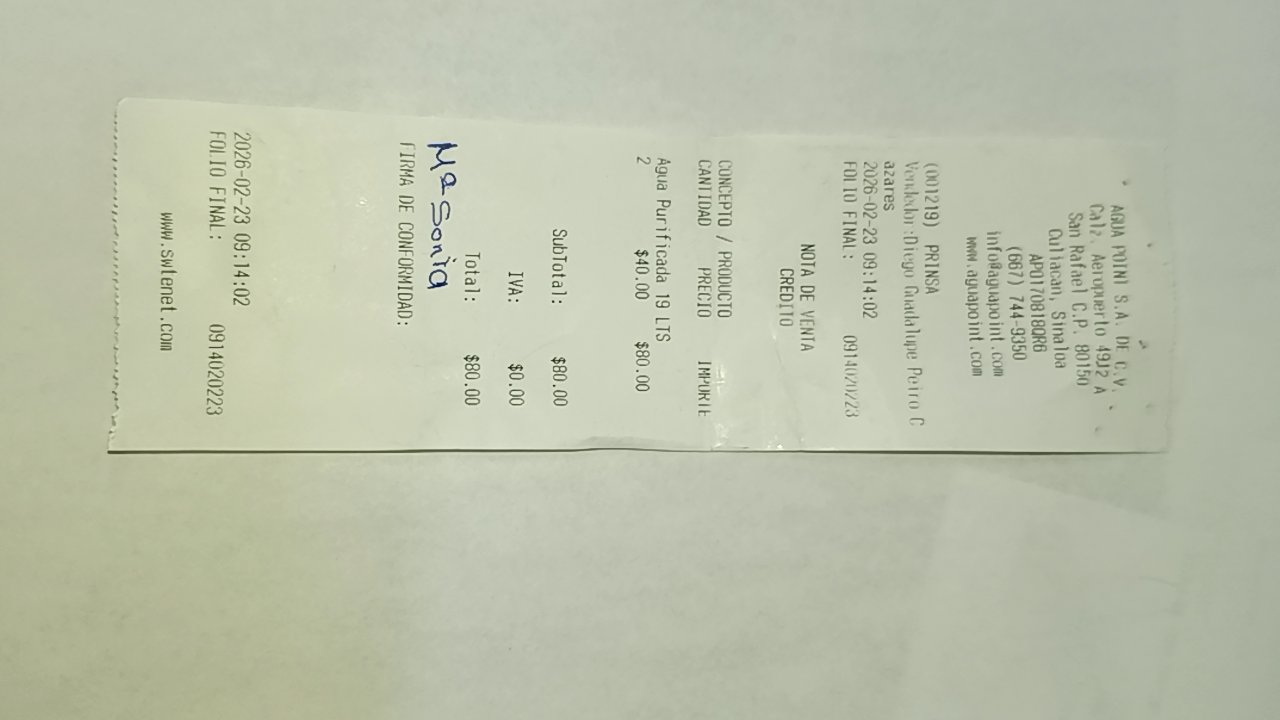 AGUA POINT S.A. DE C.V.
Calz. Aeropuerto 4912 A
San Rafael C.P. 80150
Culiacan, Sinaloa
APO170818QR6
(667) 744-9350
info@aguapoint.com
www.aguapoint.com
(001219) PRINSA
Vendedor:Diego Guadalupe Peiro C
azares
2026-02-23 09:14:02
FOLIO FINAL: 0914020223
NOTA DE VENTA
CREDITO
CONCEPTO / PRODUCTO
CANTIDAD PRECIO IMPORTE
Agua Purificada 19 LTS
2 $40.00 $80.00
SubTotal: $80.00
IVA: $0.00
Total: $80.00
Ma Sonia
FIRMA DE CONFORMIDAD:
2026-02-23 09:14:02
FOLIO FINAL: 0914020223
www.swtenet.com